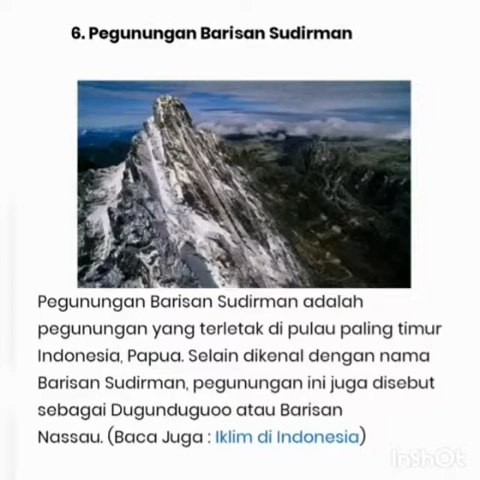 6. Pegunungan Barisan Sudirman
Pegunungan Barisan Sudirman adalah
pegunungan yang terletak di pulau paling timur
Indonesia, Papua. Selain dikenal dengan nama
Barisan Sudirman, pegunungan ini juga disebut
sebagai Dugunduguoo atau Barisan
Nassau. (Baca Juga : Iklim di Indonesia)
InShOt